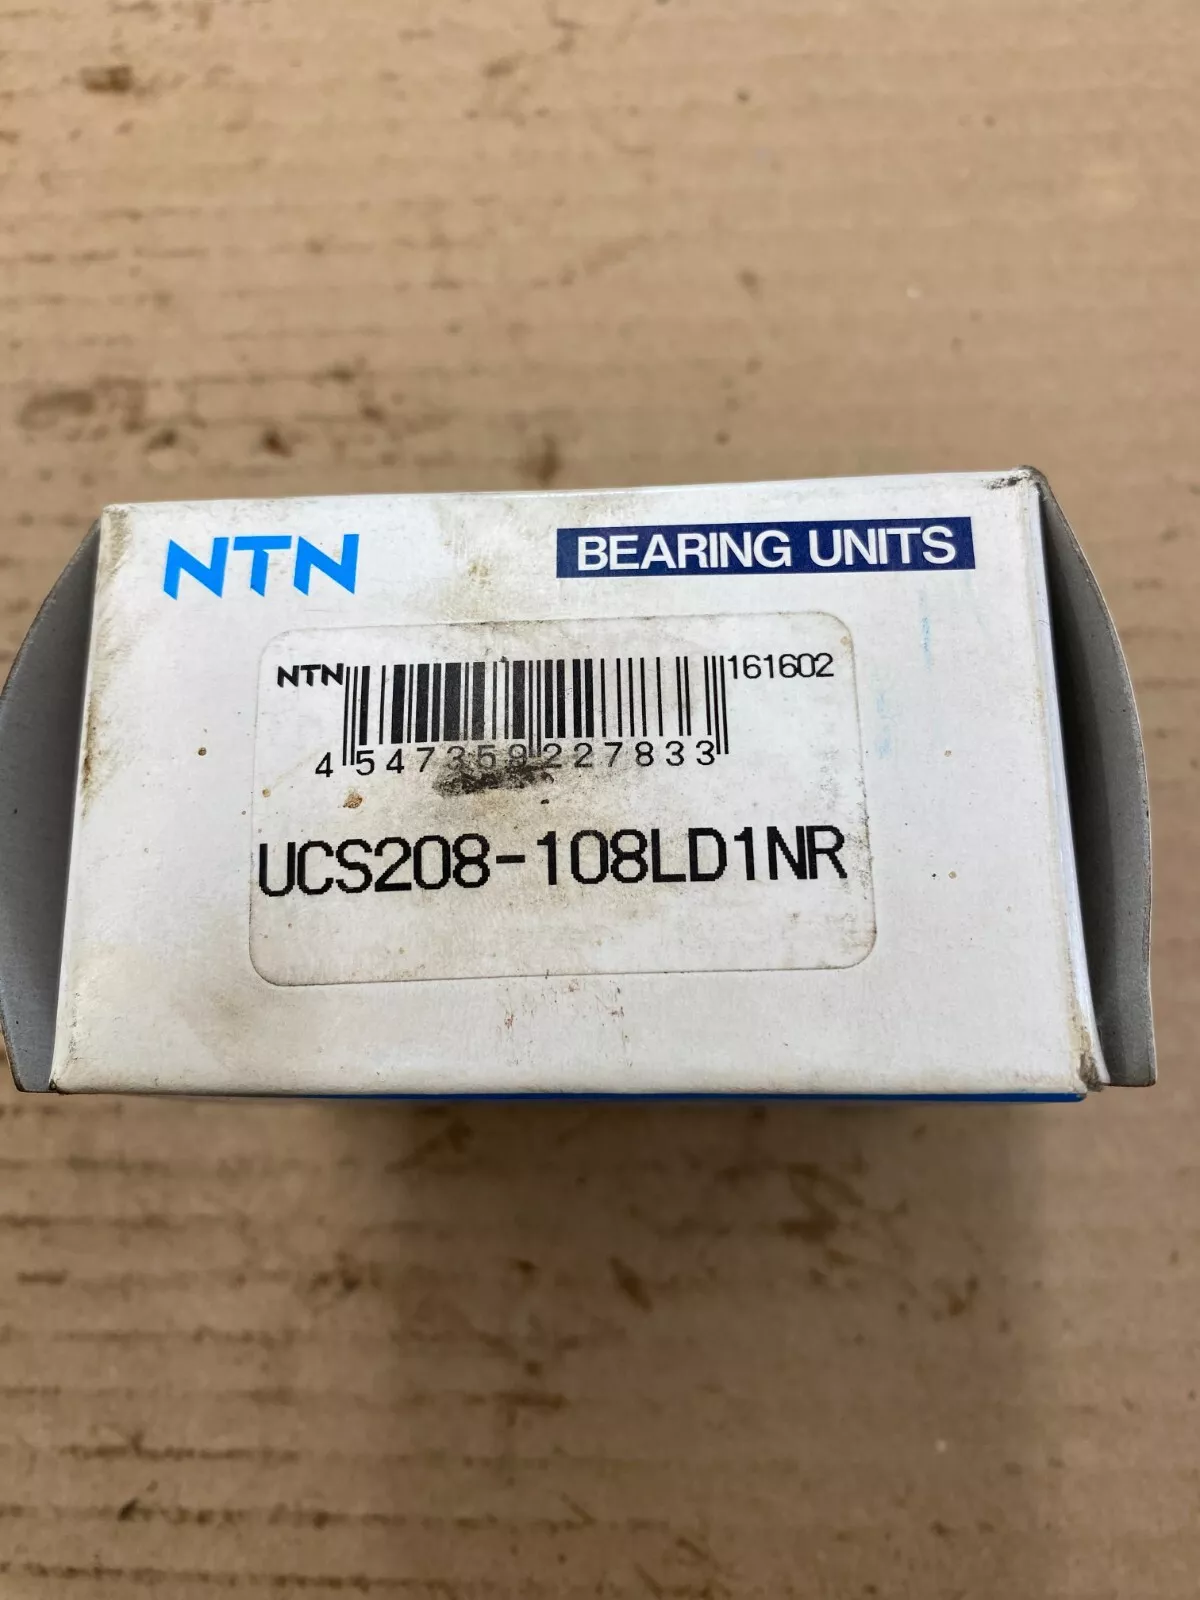 NTN BEARING UNITS
NTN 161602
4 547359 227833
UCS208-108LD1NR